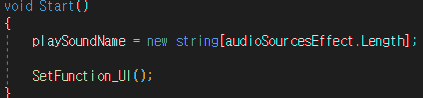 void Start()
{
playSoundName = new string[audioSourcesEffect.Length];
SetFunction_UI();
}